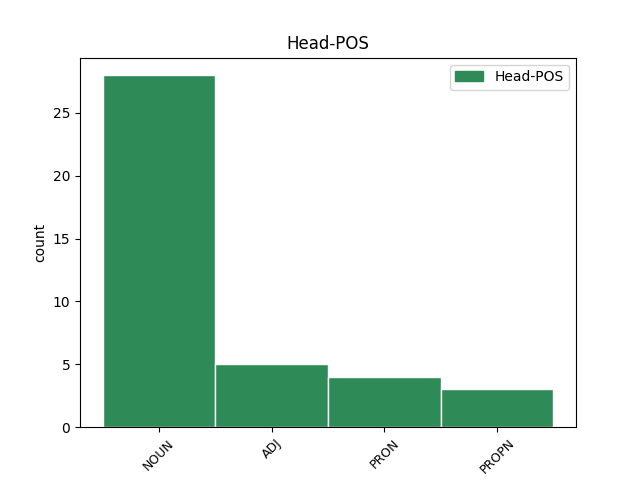 Head-POS
Head-POS
count
25
20
15
10
5
0
NOUN
ADJ
PRON
PROPN